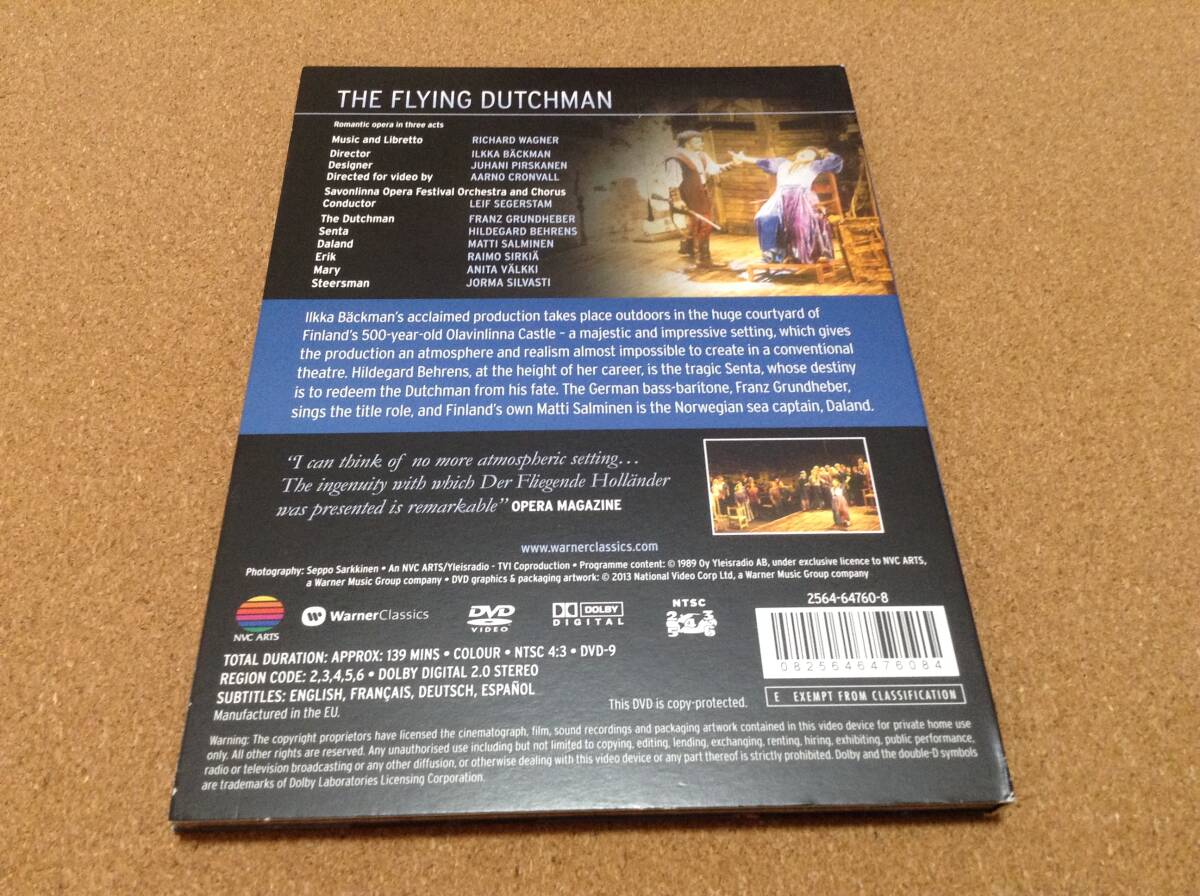 THE FLYING DUTCHMAN
Romantic opera in three acts
Music and Libretto RICHARD WAGNER
Director ILKKA BÄCKMAN
Designer JUHANI PIRSKANEN
Directed for video by AARNO CRONVALL
Savonlinna Opera Festival Orchestra and Chorus
Conductor LEIF SEGERSTAM
The Dutchman FRANZ GRUNDHEBER
Senta HILDEGARD BEHRENS
Daland MATTI SALMINEN
Erik RAIMO SIRKIÄ
Mary ANITA VÄLKKI
Steersman JORMA SILVASTI
Ilkka Bäckman's acclaimed production takes place outdoors in the huge courtyard of
Finland's 500-year-old Olavinlinna Castle – a majestic and impressive setting, which gives
the production an atmosphere and realism almost impossible to create in a conventional
theatre. Hildegard Behrens, at the height of her career, is the tragic Senta, whose destiny
is to redeem the Dutchman from his fate. The German bass-baritone, Franz Grundheber,
sings the title role, and Finland's own Matti Salminen is the Norwegian sea captain, Daland.
"I can think of no more atmospheric setting...
The ingenuity with which Der Fliegende Holländer
was presented is remarkable" OPERA MAGAZINE
www.warnerclassics.com
Photography: Seppo Sarkkinen • An NVC ARTS/Yleisradio - TV1 Coproduction • Programme content: © 1989 Oy Yleisradio AB, under exclusive licence to NVC ARTS,
a Warner Music Group company • DVD graphics & packaging artwork: © 2013 National Video Corp Ltd, a Warner Music Group company
NVC ARTS
WarnerClassics
DVD
VIDEO
DOLBY
DIGITAL
NTSC
2 3 4 5 6
2564-64760-8
0825646476084
TOTAL DURATION: APPROX: 139 MINS • COLOUR • NTSC 4:3 • DVD-9
REGION CODE: 2,3,4,5,6 • DOLBY DIGITAL 2.0 STEREO
SUBTITLES: ENGLISH, FRANÇAIS, DEUTSCH, ESPAÑOL
Manufactured in the EU.
This DVD is copy-protected.
E EXEMPT FROM CLASSIFICATION
Warning: The copyright proprietors have licensed the cinematograph, film, sound recordings and packaging artwork contained in this video device for private home use
only. All other rights are reserved. Any unauthorised use including but not limited to copying, editing, lending, exchanging, renting, hiring, exhibiting, public performance,
radio or television broadcasting or any other diffusion, or otherwise dealing with this video device or any part thereof is strictly prohibited. Dolby and the double-D symbols
are trademarks of Dolby Laboratories Licensing Corporation.